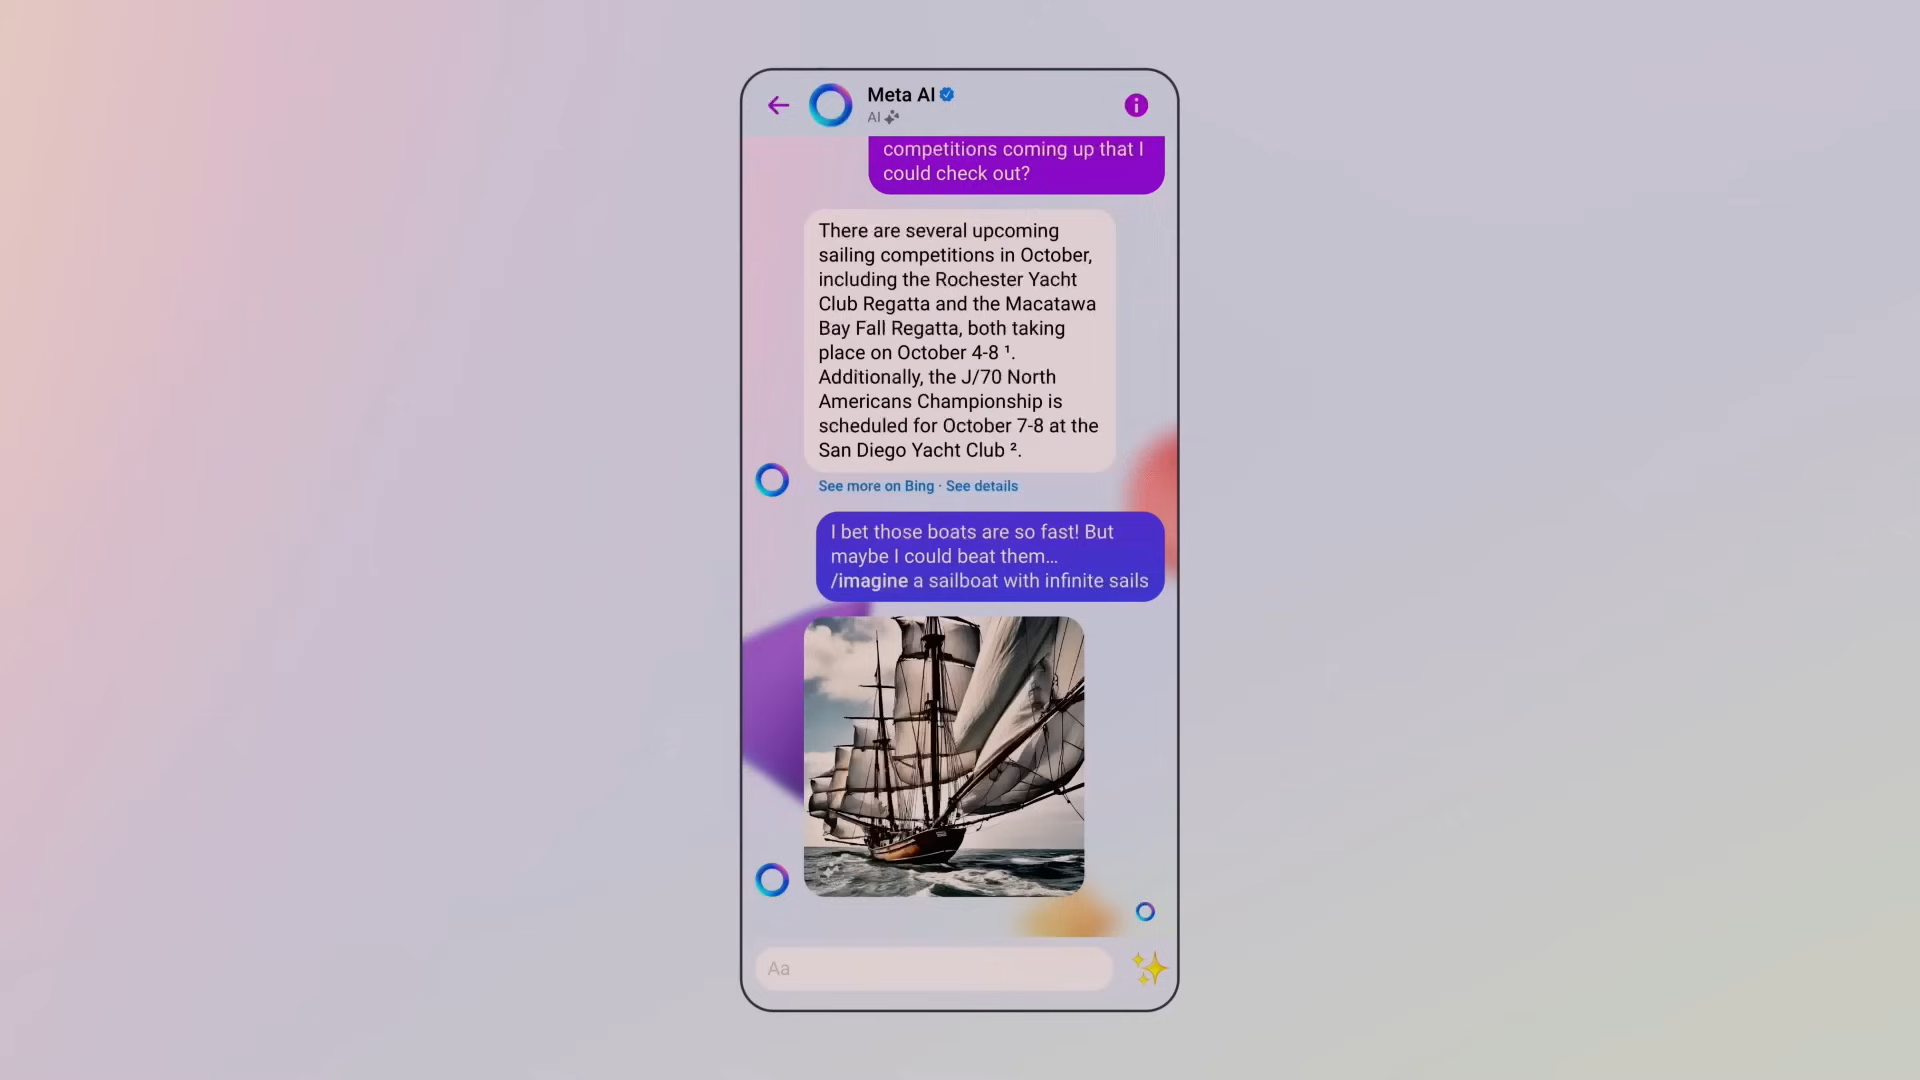 Meta AI
AI
competitions coming up that I
could check out?
There are several upcoming
sailing competitions in October,
including the Rochester Yacht
Club Regatta and the Macatawa
Bay Fall Regatta, both taking
place on October 4-8 ¹.
Additionally, the J/70 North
Americans Championship is
scheduled for October 7-8 at the
San Diego Yacht Club ².
See more on Bing · See details
I bet those boats are so fast! But
maybe I could beat them…
/imagine a sailboat with infinite sails
Aa